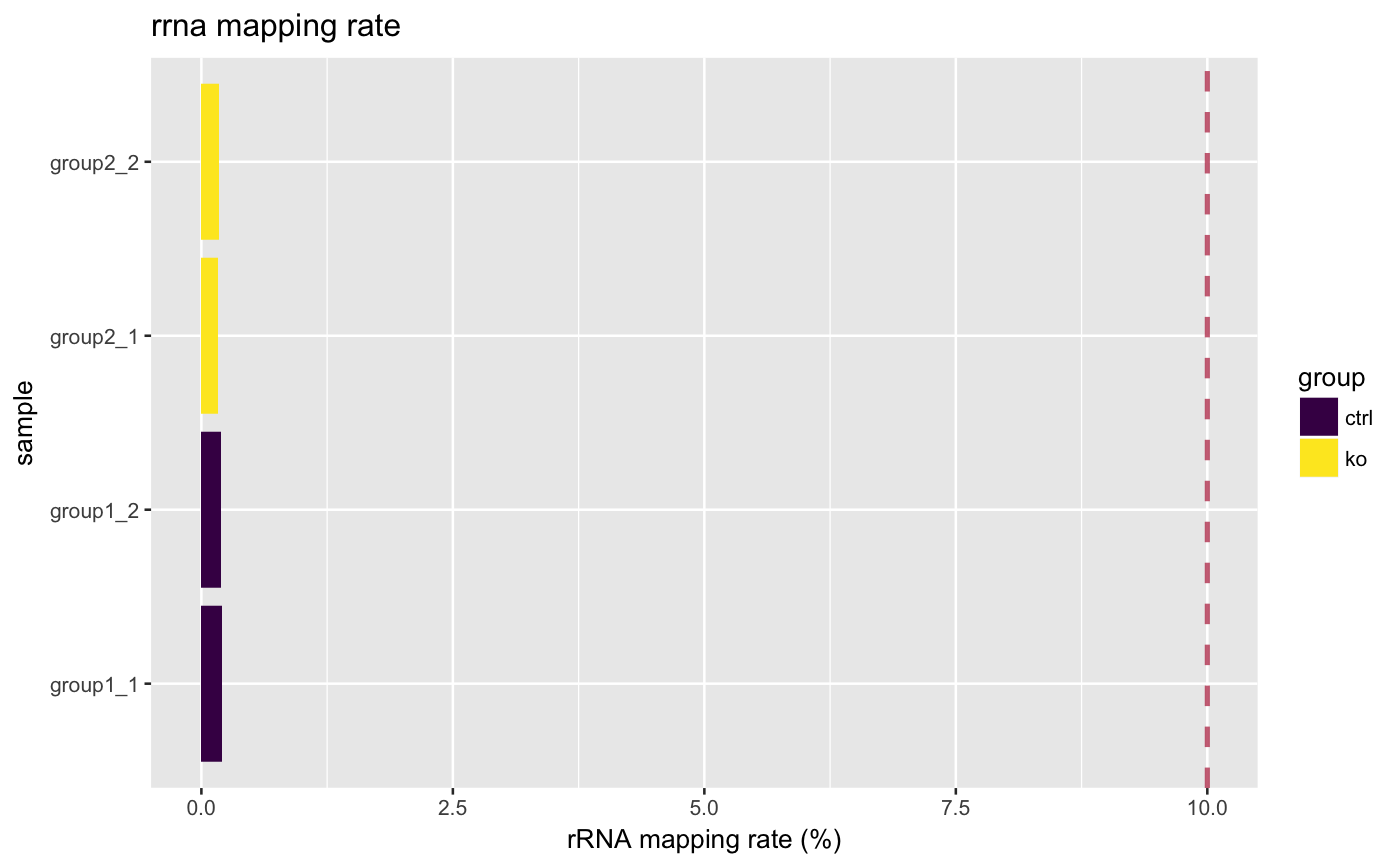 rrna mapping rate
group2_2
group2_1
group1_2
group1_1
sample
0.0 2.5 5.0 7.5 10.0
rRNA mapping rate (%)
group
ctrl
ko